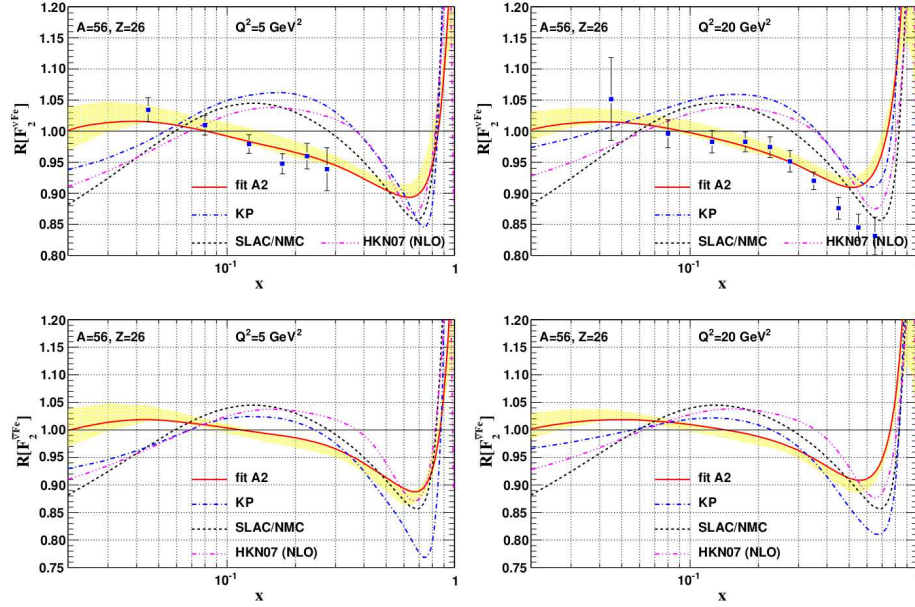 A=56, Z=26 Q²=5 GeV²
R[F₂^νFe]
1.20
1.15
1.10
1.05
1.00
0.95
0.90
0.85
0.80
fit A2
KP
SLAC/NMC HKN07 (NLO)
10⁻¹ 1
x
A=56, Z=26 Q²=20 GeV²
R[F₂^νFe]
1.20
1.15
1.10
1.05
1.00
0.95
0.90
0.85
0.80
fit A2
KP
SLAC/NMC HKN07 (NLO)
10⁻¹
x
A=56, Z=26 Q²=5 GeV²
R[F₂^ν̅Fe]
1.20
1.15
1.10
1.05
1.00
0.95
0.90
0.85
0.80
0.75
fit A2
KP
SLAC/NMC
HKN07 (NLO)
10⁻¹ 1
x
A=56, Z=26 Q²=20 GeV²
R[F₂^ν̅Fe]
1.20
1.15
1.10
1.05
1.00
0.95
0.90
0.85
0.80
0.75
fit A2
KP
SLAC/NMC
HKN07 (NLO)
10⁻¹
x